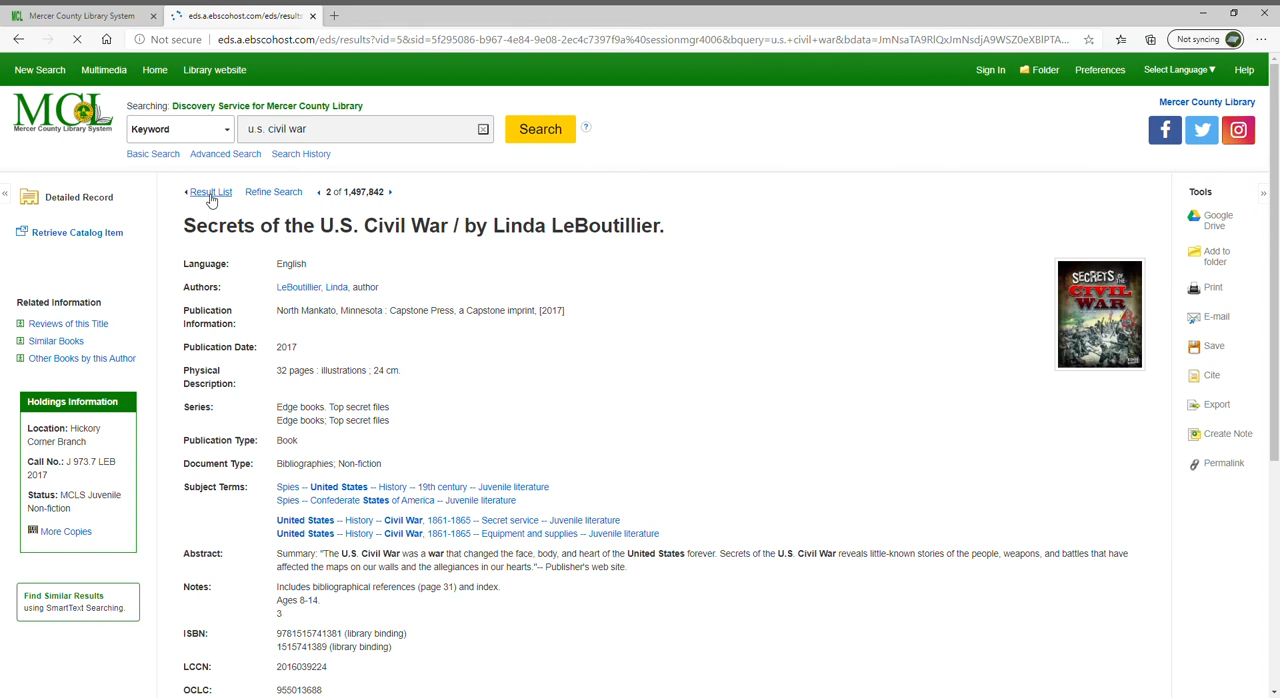 Mercer County Library System
eds.a.ebscohost.com/eds/results
Not secure
eds.a.ebscohost.com/eds/results?vid=5&sid=5f295086-b967-4e84-9e08-2ec4c7397f9a%40sessionmgr4006&bquery=u.s.+civil+war&bdata=JmNsaTA9RlQxJmNsdjA9WSZ0eXBlPTA...
Not syncing
New Search Multimedia Home Library website
Sign In Folder Preferences Select Language▼ Help
MCL
Mercer County Library System
Searching: Discovery Service for Mercer County Library
Mercer County Library
Keyword u.s. civil war Search ?
Basic Search Advanced Search Search History
Detailed Record
Retrieve Catalog Item
Related Information
Reviews of this Title
Similar Books
Other Books by this Author
Holdings Information
Location: Hickory
Corner Branch
Call No.: J 973.7 LEB
2017
Status: MCLS Juvenile
Non-fiction
More Copies
Find Similar Results
using SmartText Searching.
Result List Refine Search 2 of 1,497,842
Secrets of the U.S. Civil War / by Linda LeBoutillier.
Language: English
Authors: LeBoutillier, Linda, author
Publication
Information: North Mankato, Minnesota : Capstone Press, a Capstone imprint, [2017]
Publication Date: 2017
Physical
Description: 32 pages : illustrations ; 24 cm.
Series: Edge books. Top secret files
Edge books; Top secret files
Publication Type: Book
Document Type: Bibliographies; Non-fiction
Subject Terms: Spies -- United States -- History -- 19th century -- Juvenile literature
Spies -- Confederate States of America -- Juvenile literature
United States -- History -- Civil War, 1861-1865 -- Secret service -- Juvenile literature
United States -- History -- Civil War, 1861-1865 -- Equipment and supplies -- Juvenile literature
Abstract: Summary: "The U.S. Civil War was a war that changed the face, body, and heart of the United States forever. Secrets of the U.S. Civil War reveals little-known stories of the people, weapons, and battles that have
affected the maps on our walls and the allegiances in our hearts."-- Publisher's web site.
Notes: Includes bibliographical references (page 31) and index.
Ages 8-14.
3
ISBN: 9781515741381 (library binding)
1515741389 (library binding)
LCCN: 2016039224
OCLC: 955013688
SECRETS
OF THE
CIVIL
WAR
Tools
Google
Drive
Add to
folder
Print
E-mail
Save
Cite
Export
Create Note
Permalink